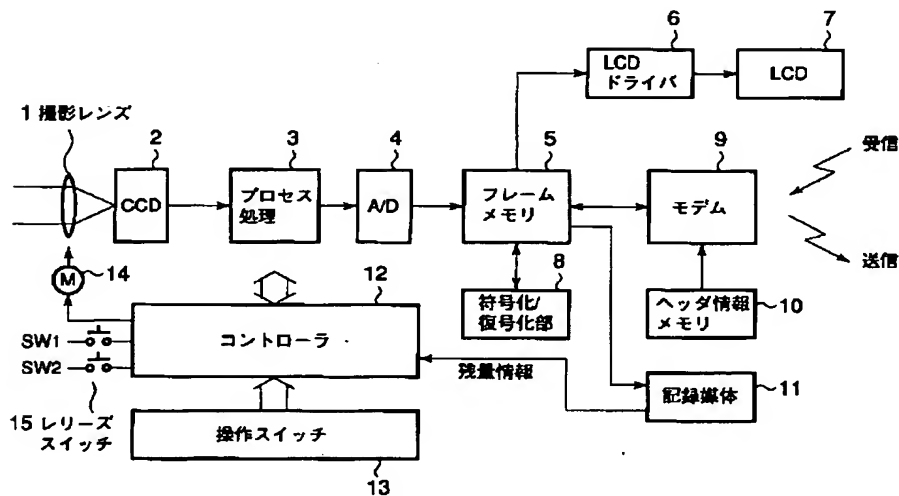 6
7
LCD
ドライバ
LCD
1 撮影レンズ
2
3
4
5
9
受信
CCD
プロセス
処理
A/D
フレーム
メモリ
モデム
送信
14
M
12
8
符号化/
復号化部
ヘッダ情報
メモリ
10
コントローラ
SW1
SW2
残量情報
記録媒体
11
15 レリーズ
スイッチ
操作スイッチ
13